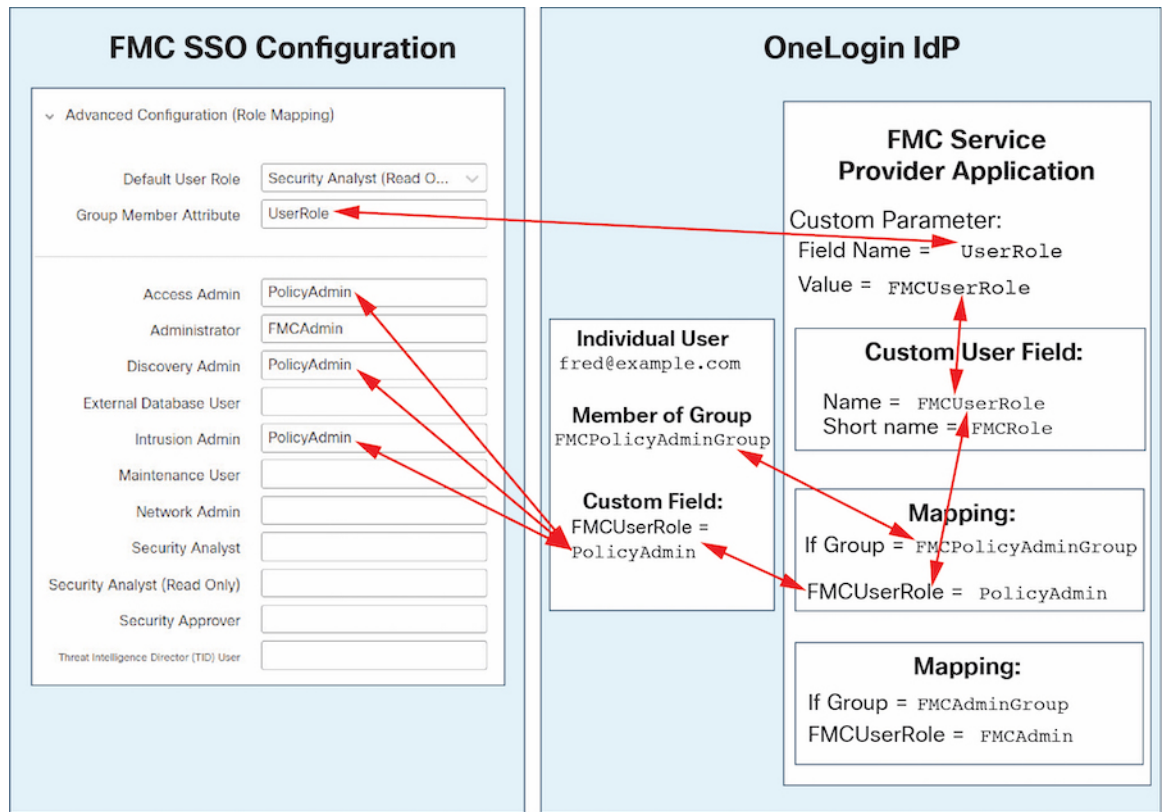 FMC SSO Configuration
Advanced Configuration (Role Mapping)
Default User Role Security Analyst (Read O...
Group Member Attribute UserRole
Access Admin PolicyAdmin
Administrator FMCAdmin
Discovery Admin PolicyAdmin
External Database User
Intrusion Admin PolicyAdmin
Maintenance User
Network Admin
Security Analyst
Security Analyst (Read Only)
Security Approver
Threat Intelligence Director (TID) User
OneLogin IdP
Individual User
fred@example.com
Member of Group
FMCPolicyAdminGroup
Custom Field:
FMCUserRole =
PolicyAdmin
FMC Service
Provider Application
Custom Parameter:
Field Name = UserRole
Value = FMCUserRole
Custom User Field:
Name = FMCUserRole
Short name = FMCRole
Mapping:
If Group = FMCPolicyAdminGroup
FMCUserRole = PolicyAdmin
Mapping:
If Group = FMCAdminGroup
FMCUserRole = FMCAdmin